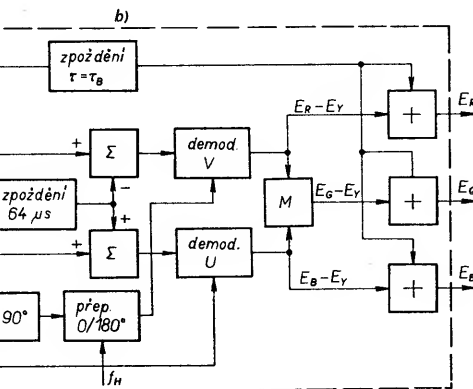 b)
zpoždění
τ=τB
ER–EY
ER
+
+
Σ
demod.
V
–
zpoždění
64 μs
M
EG–EY
+
EG
+
+
Σ
demod.
U
EB–EY
+
EB
90°
přep.
0/180°
fH